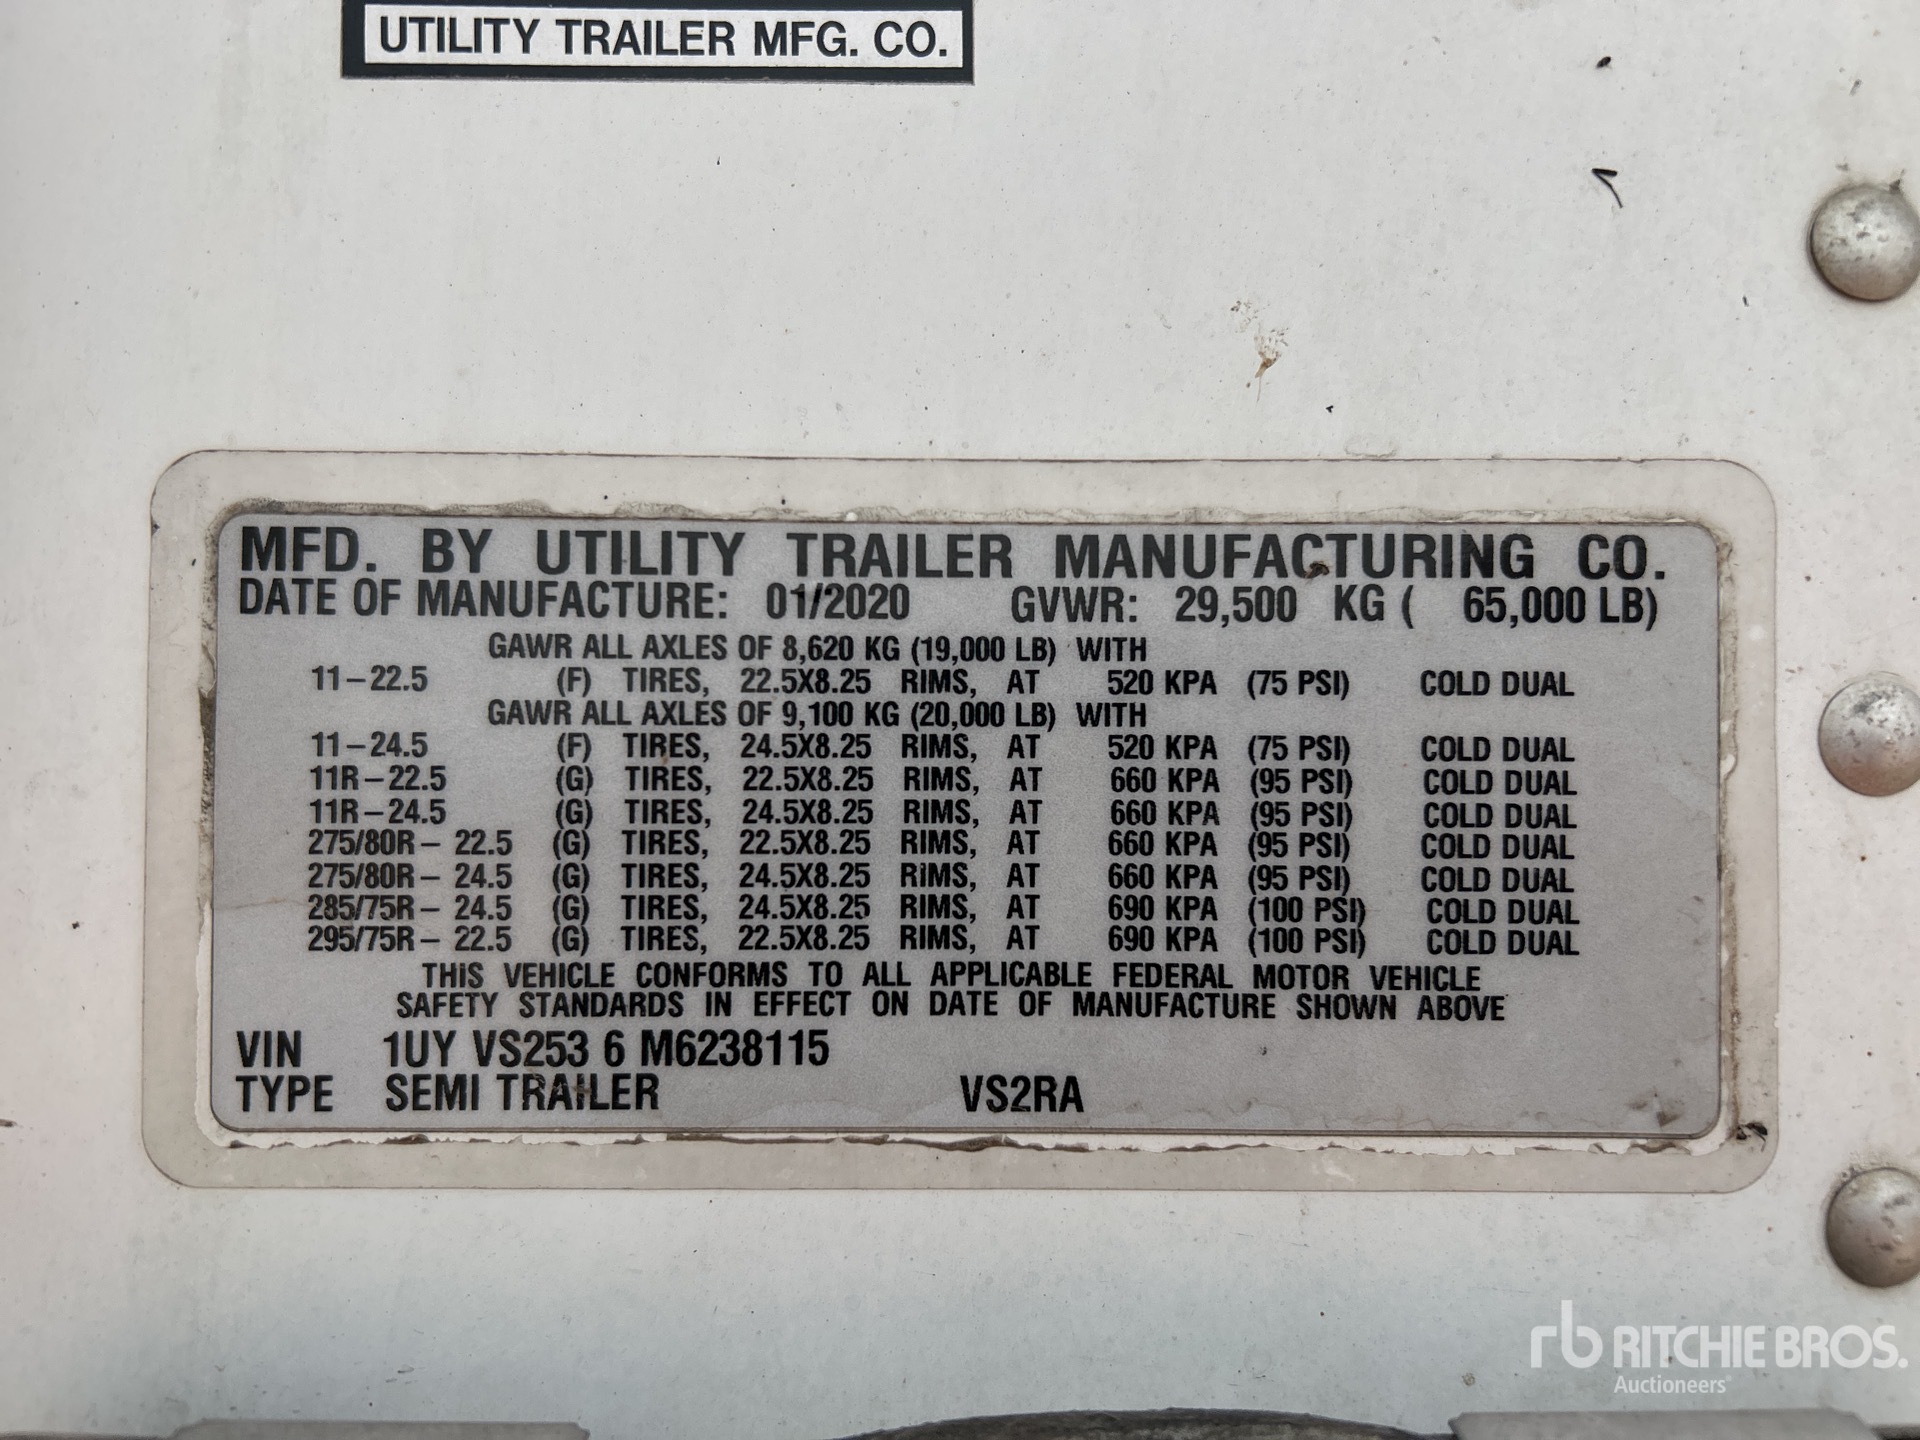 UTILITY TRAILER MFG. CO.
MFD. BY UTILITY TRAILER MANUFACTURING CO.
DATE OF MANUFACTURE: 01/2020 GVWR: 29,500 KG ( 65,000 LB)
GAWR ALL AXLES OF 8,620 KG (19,000 LB) WITH
11-22.5 (F) TIRES, 22.5X8.25 RIMS, AT 520 KPA (75 PSI) COLD DUAL
GAWR ALL AXLES OF 9,100 KG (20,000 LB) WITH
11-24.5 (F) TIRES, 24.5X8.25 RIMS, AT 520 KPA (75 PSI) COLD DUAL
11R-22.5 (G) TIRES, 22.5X8.25 RIMS, AT 660 KPA (95 PSI) COLD DUAL
11R-24.5 (G) TIRES, 24.5X8.25 RIMS, AT 660 KPA (95 PSI) COLD DUAL
275/80R- 22.5 (G) TIRES, 22.5X8.25 RIMS, AT 660 KPA (95 PSI) COLD DUAL
275/80R- 24.5 (G) TIRES, 24.5X8.25 RIMS, AT 660 KPA (95 PSI) COLD DUAL
285/75R- 24.5 (G) TIRES, 24.5X8.25 RIMS, AT 690 KPA (100 PSI) COLD DUAL
295/75R- 22.5 (G) TIRES, 22.5X8.25 RIMS, AT 690 KPA (100 PSI) COLD DUAL
THIS VEHICLE CONFORMS TO ALL APPLICABLE FEDERAL MOTOR VEHICLE
SAFETY STANDARDS IN EFFECT ON DATE OF MANUFACTURE SHOWN ABOVE
VIN 1UY VS253 6 M6238115
TYPE SEMI TRAILER VS2RA
rb RITCHIE BROS.
Auctioneers